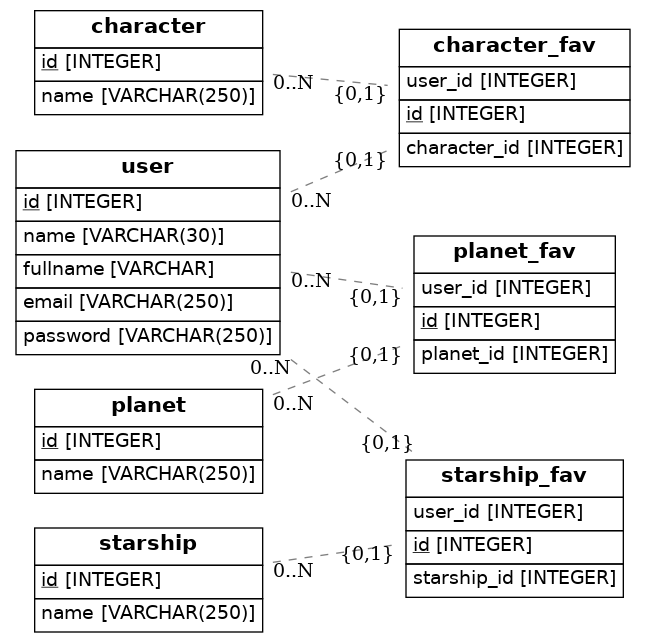 character
id [INTEGER]
name [VARCHAR(250)]
user
id [INTEGER]
name [VARCHAR(30)]
fullname [VARCHAR]
email [VARCHAR(250)]
password [VARCHAR(250)]
planet
id [INTEGER]
name [VARCHAR(250)]
starship
id [INTEGER]
name [VARCHAR(250)]
0..N
{0,1}
{0,1}
0..N
0..N
{0,1}
{0,1}
0..N
0..N
{0,1}
{0,1}
0..N
character_fav
user_id [INTEGER]
id [INTEGER]
character_id [INTEGER]
planet_fav
user_id [INTEGER]
id [INTEGER]
planet_id [INTEGER]
starship_fav
user_id [INTEGER]
id [INTEGER]
starship_id [INTEGER]